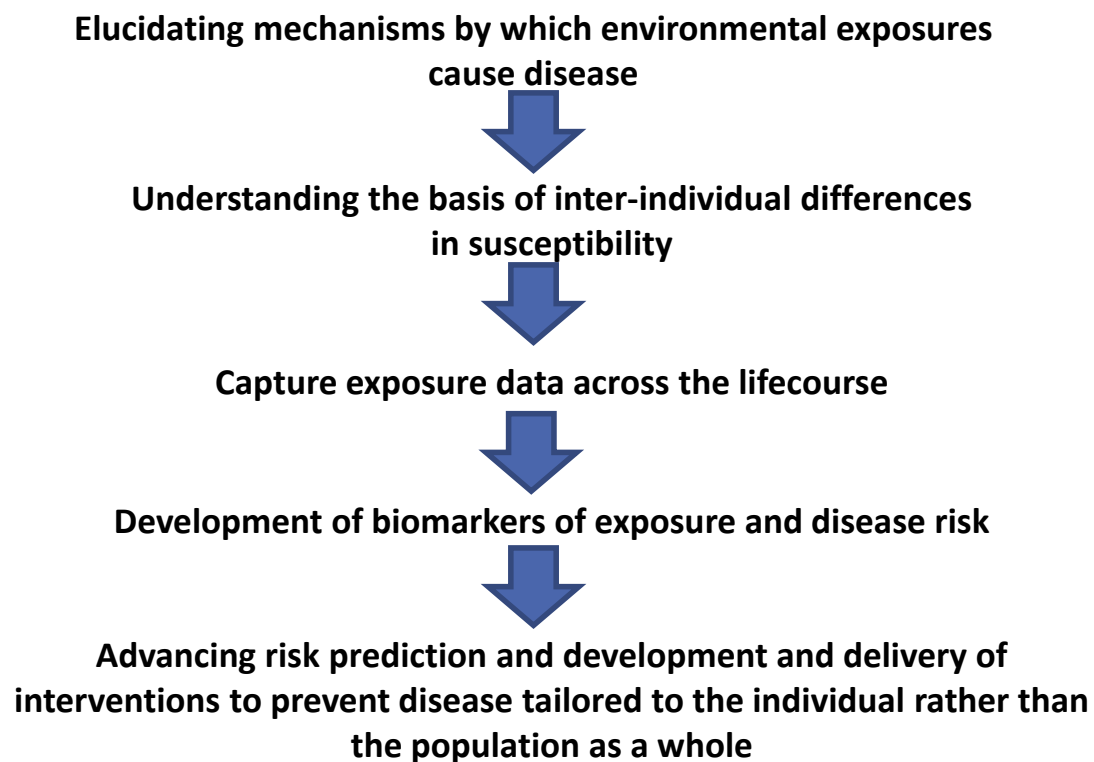 Elucidating mechanisms by which environmental exposures
cause disease
Understanding the basis of inter-individual differences
in susceptibility
Capture exposure data across the lifecourse
Development of biomarkers of exposure and disease risk
Advancing risk prediction and development and delivery of
interventions to prevent disease tailored to the individual rather than
the population as a whole